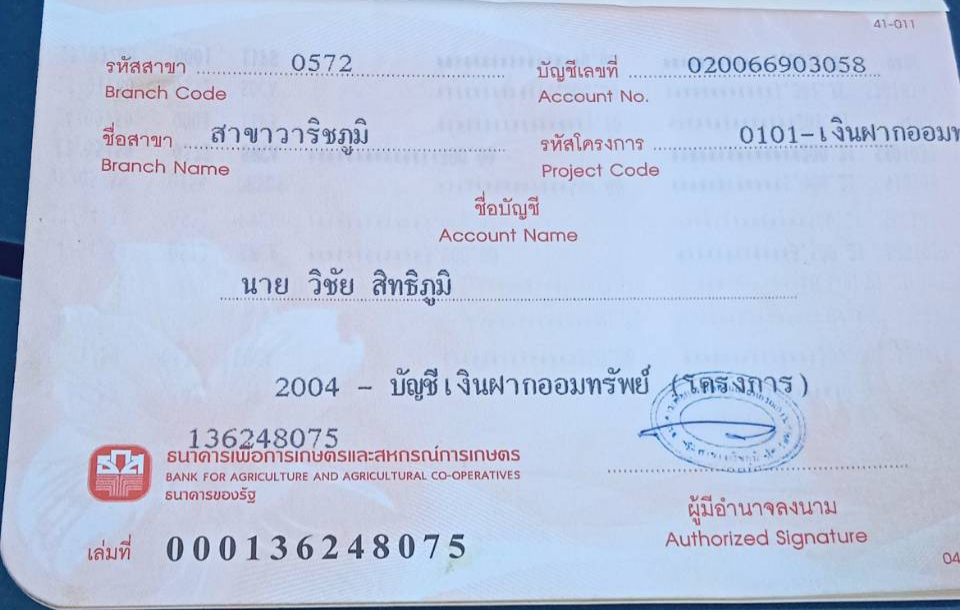 41-011
รหัสสาขา 0572 บัญชีเลขที่ 020066903058
Branch Code Account No.
ชื่อสาขา สาขาวาริชภูมิ รหัสโครงการ 0101-เงินฝากออมท
Branch Name Project Code
ชื่อบัญชี
Account Name
นาย วิชัย สิทธิภูมิ
2004 - บัญชีเงินฝากออมทรัพย์ (โครงการ)
136248075
ธนาคารเพื่อการเกษตรและสหกรณ์การเกษตร
BANK FOR AGRICULTURE AND AGRICULTURAL CO-OPERATIVES
ธนาคารของรัฐ
ผู้มีอำนาจลงนาม
Authorized Signature
เล่มที่ 000136248075
04